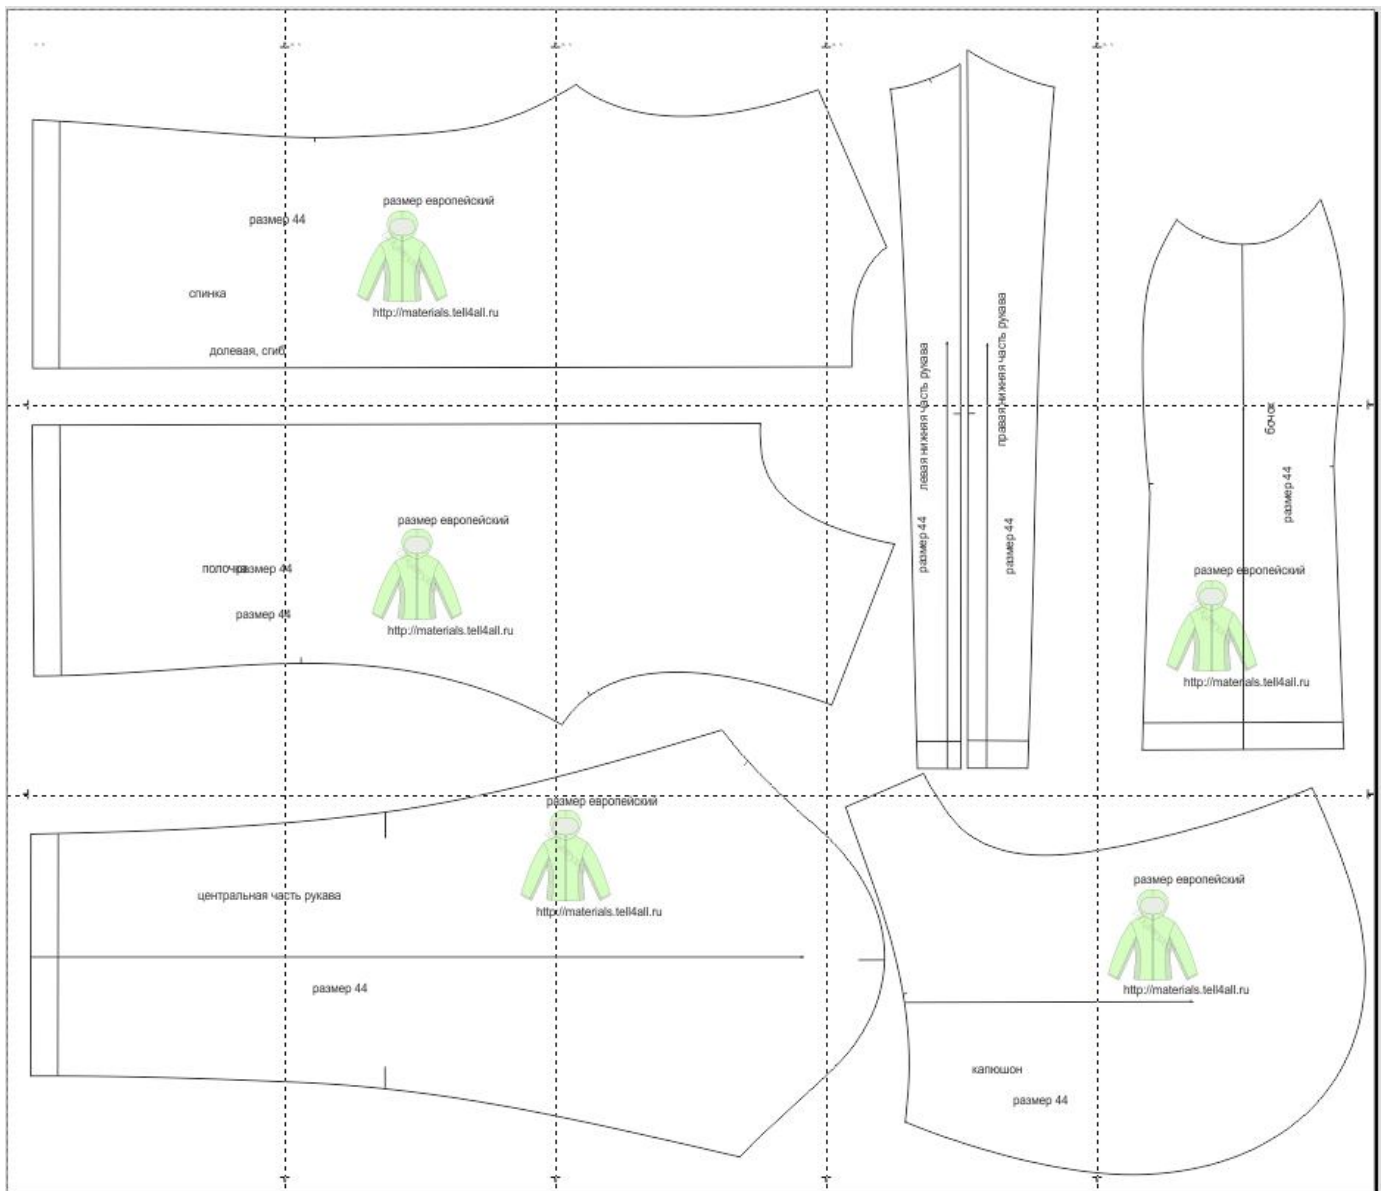 размер европейский
размер 44
спинка
http://materials.tell4all.ru
долевая, сгиб
левая нижняя часть рукава
размер 44
правая нижняя часть рукава
размер 44
бочок
размер 44
размер европейский
http://materials.tell4all.ru
размер европейский
полочка
размер 44
размер 44
http://materials.tell4all.ru
размер европейский
центральная часть рукава
http://materials.tell4all.ru
размер 44
размер европейский
http://materials.tell4all.ru
капюшон
размер 44